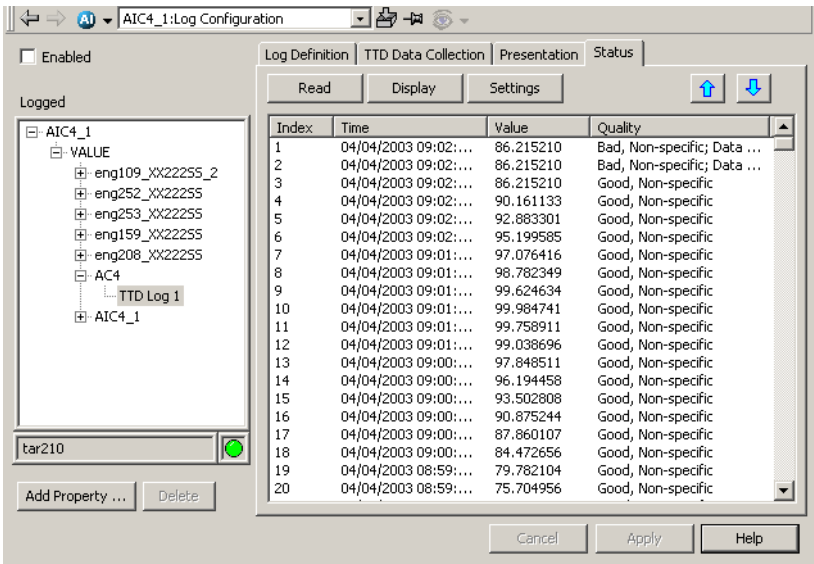 AIC4_1:Log Configuration
Enabled
Logged
AIC4_1
VALUE
eng109_XX222SS_2
eng252_XX222SS
eng253_XX222SS
eng159_XX222SS
eng208_XX222SS
AC4
TTD Log 1
AIC4_1
tar210
Add Property ... Delete
Log Definition TTD Data Collection Presentation Status
Read Display Settings
Index Time Value Quality
1 04/04/2003 09:02:... 86.215210 Bad, Non-specific; Data ...
2 04/04/2003 09:02:... 86.215210 Bad, Non-specific; Data ...
3 04/04/2003 09:02:... 86.215210 Good, Non-specific
4 04/04/2003 09:02:... 90.161133 Good, Non-specific
5 04/04/2003 09:02:... 92.883301 Good, Non-specific
6 04/04/2003 09:02:... 95.199585 Good, Non-specific
7 04/04/2003 09:01:... 97.076416 Good, Non-specific
8 04/04/2003 09:01:... 98.782349 Good, Non-specific
9 04/04/2003 09:01:... 99.624634 Good, Non-specific
10 04/04/2003 09:01:... 99.984741 Good, Non-specific
11 04/04/2003 09:01:... 99.758911 Good, Non-specific
12 04/04/2003 09:01:... 99.038696 Good, Non-specific
13 04/04/2003 09:00:... 97.848511 Good, Non-specific
14 04/04/2003 09:00:... 96.194458 Good, Non-specific
15 04/04/2003 09:00:... 93.502808 Good, Non-specific
16 04/04/2003 09:00:... 90.875244 Good, Non-specific
17 04/04/2003 09:00:... 87.860107 Good, Non-specific
18 04/04/2003 09:00:... 84.472656 Good, Non-specific
19 04/04/2003 08:59:... 79.782104 Good, Non-specific
20 04/04/2003 08:59:... 75.704956 Good, Non-specific
Cancel Apply Help